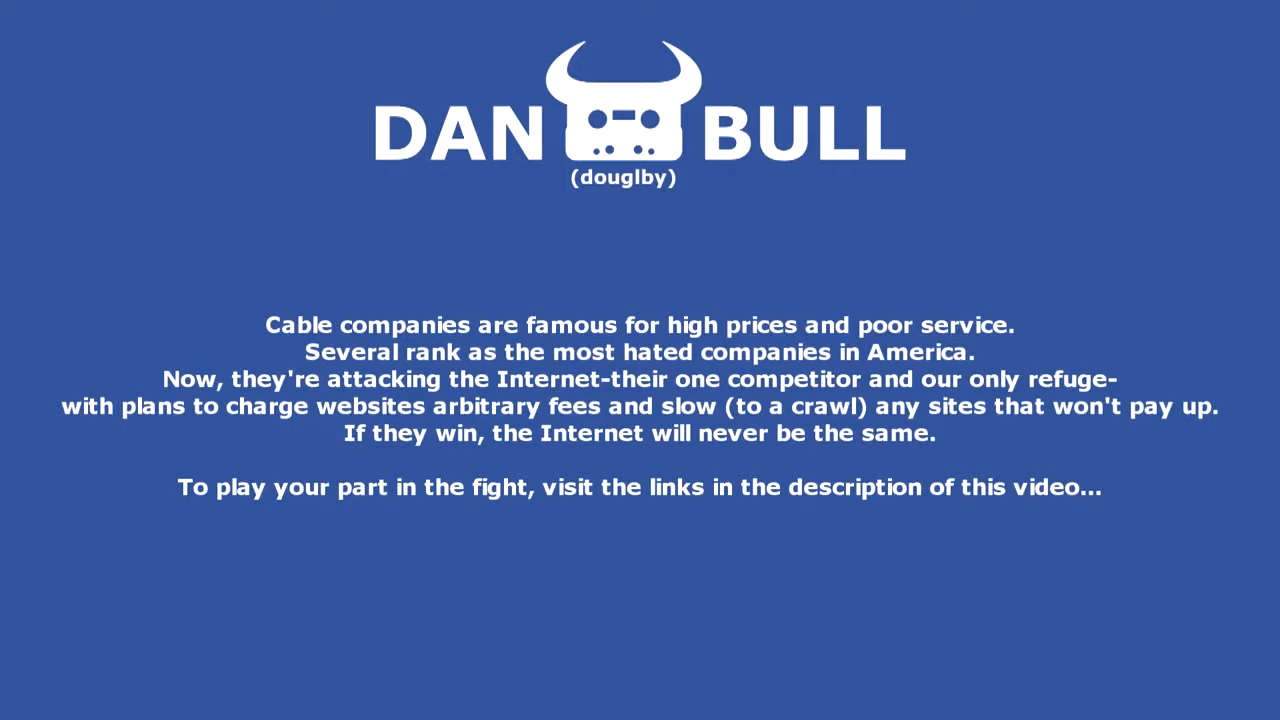 DAN BULL
(douglby)
Cable companies are famous for high prices and poor service.
Several rank as the most hated companies in America.
Now, they're attacking the Internet-their one competitor and our only refuge-
with plans to charge websites arbitrary fees and slow (to a crawl) any sites that won't pay up.
If they win, the Internet will never be the same.
To play your part in the fight, visit the links in the description of this video...